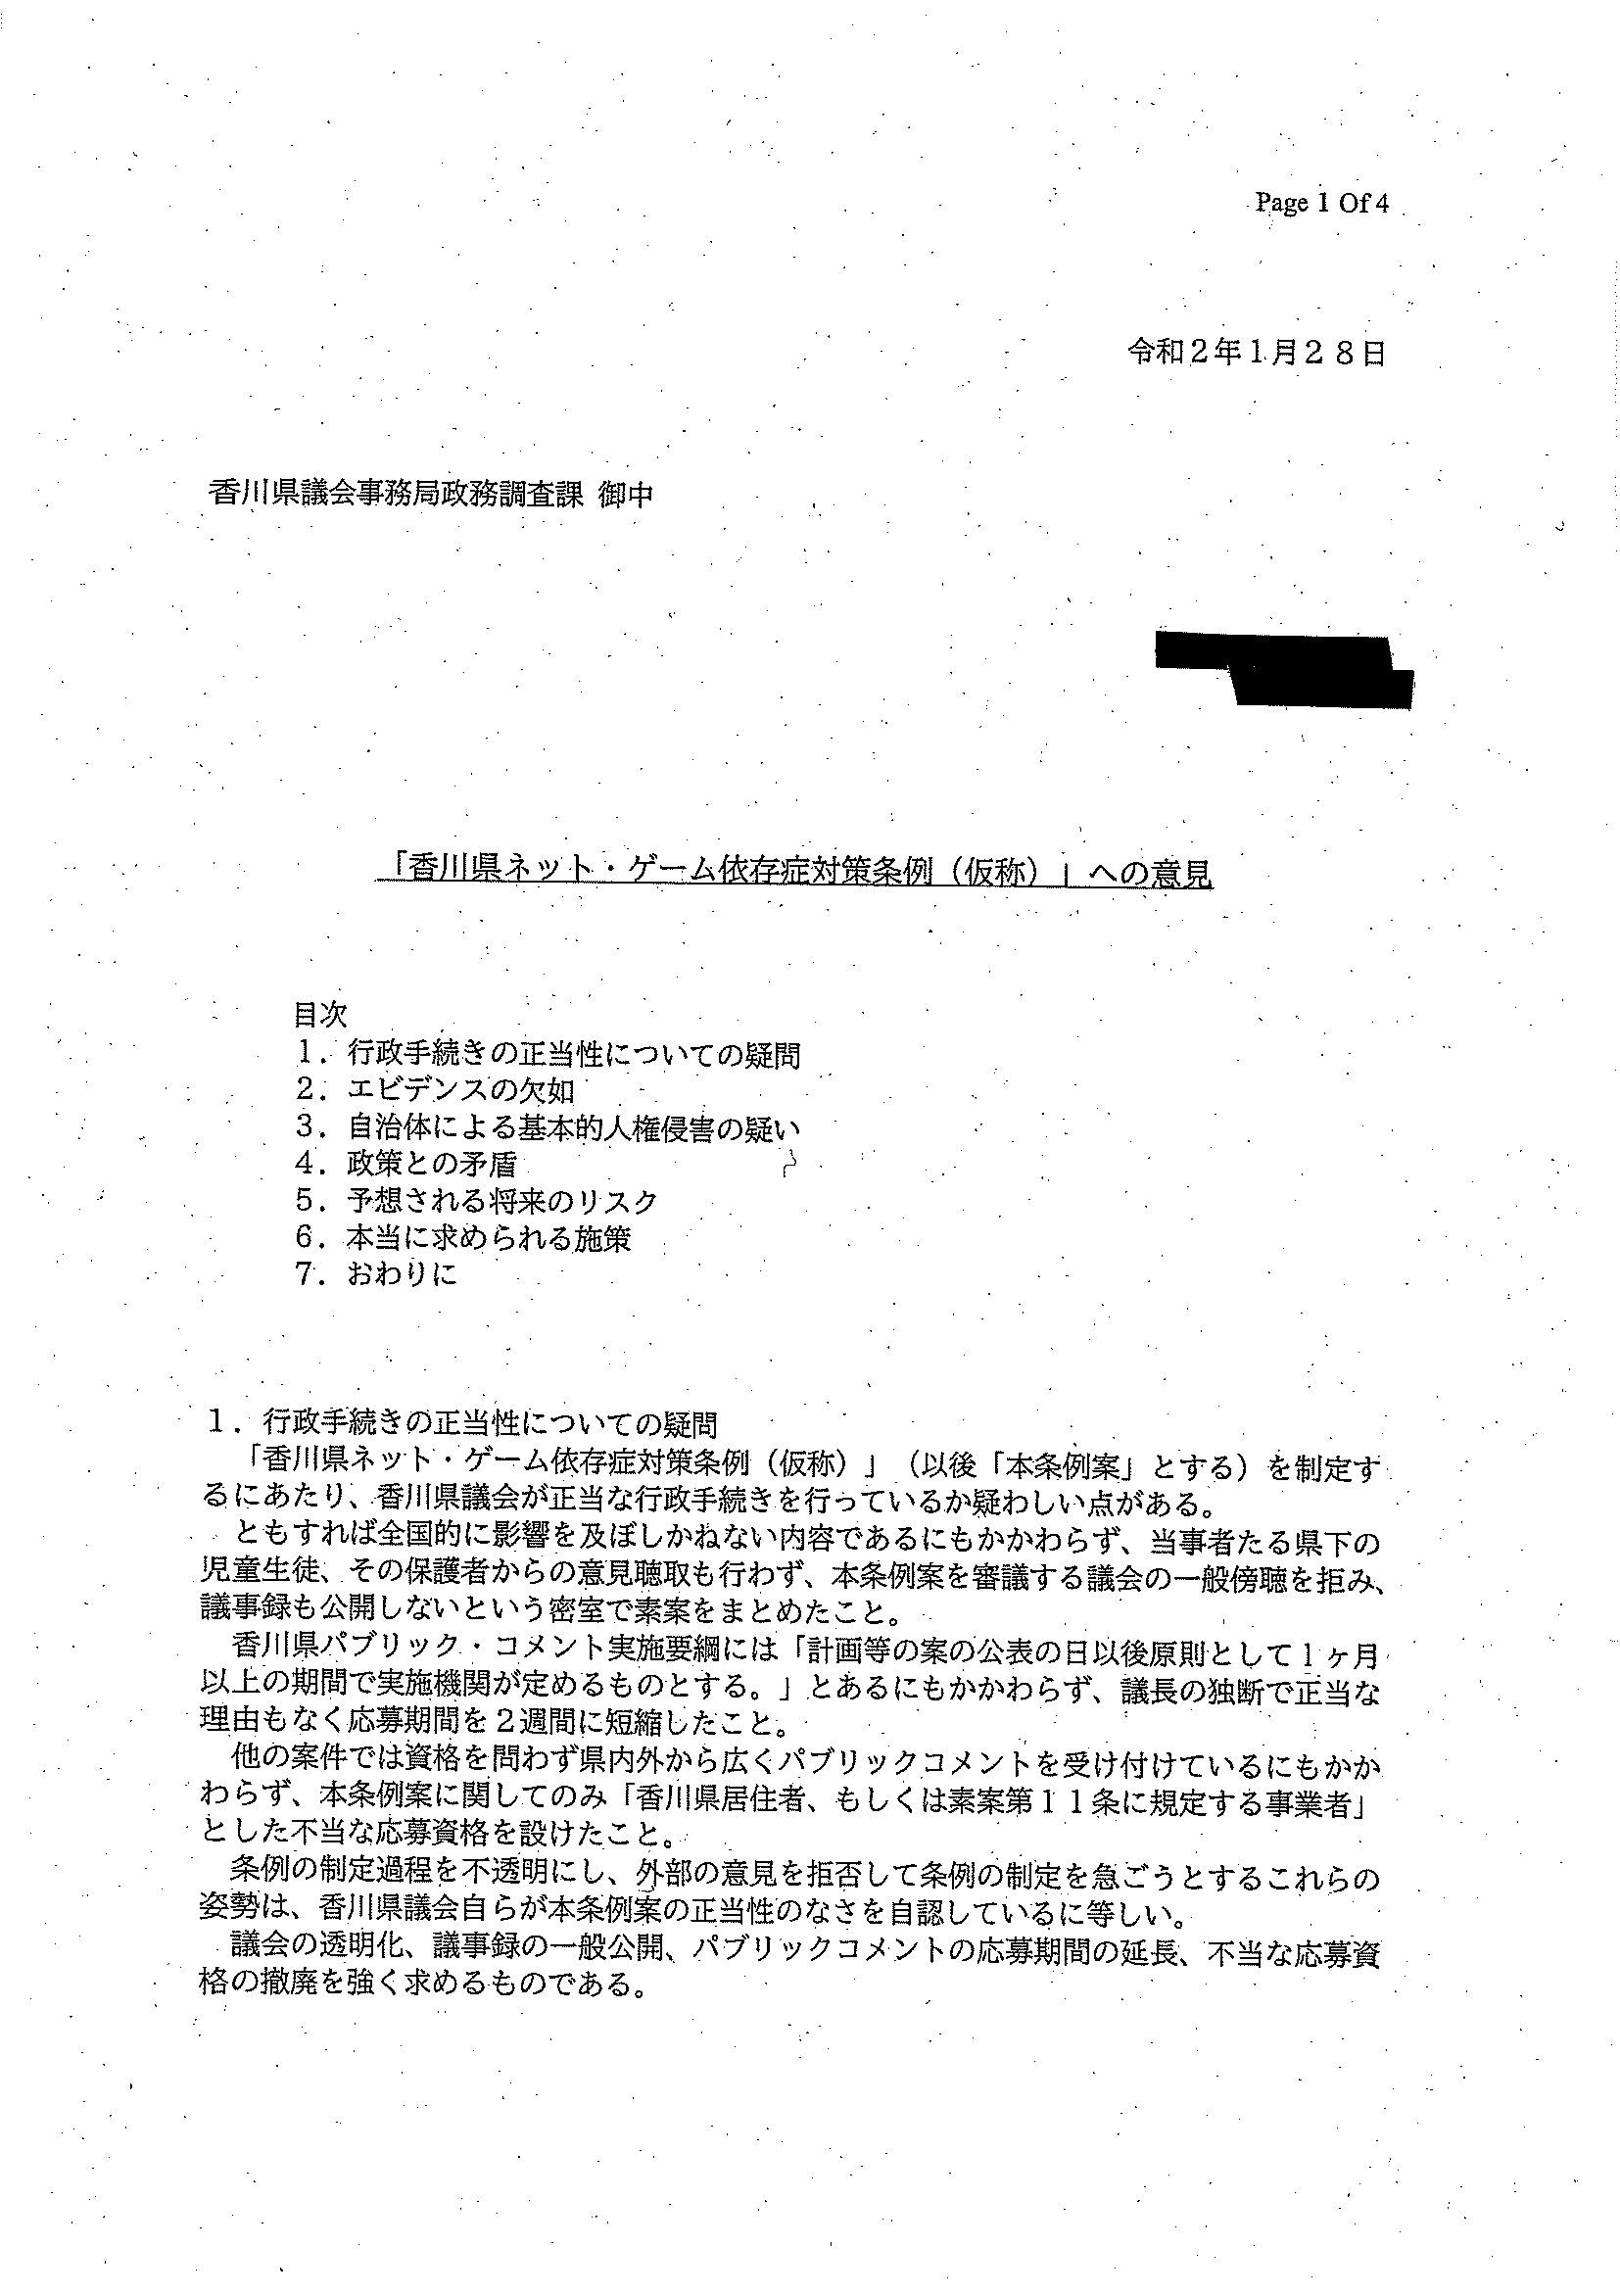 Page 1 Of 4
令和2年1月28日
香川県議会事務局政務調査課 御中
「香川県ネット・ゲーム依存症対策条例（仮称）」への意見
目次
1．行政手続きの正当性についての疑問
2．エビデンスの欠如
3．自治体による基本的人権侵害の疑い
4．政策との矛盾
5．予想される将来のリスク
6．本当に求められる施策
7．おわりに
1．行政手続きの正当性についての疑問
「香川県ネット・ゲーム依存症対策条例（仮称）」（以後「本条例案」とする）を制定す
るにあたり、香川県議会が正当な行政手続きを行っているか疑わしい点がある。
ともすれば全国的に影響を及ぼしかねない内容であるにもかかわらず、当事者たる県下の
児童生徒、その保護者からの意見聴取も行わず、本条例案を審議する議会の一般傍聴を拒み、
議事録も公開しないという密室で素案をまとめたこと。
香川県パブリック・コメント実施要綱には「計画等の案の公表の日以後原則として1ヶ月
以上の期間で実施機関が定めるものとする。」とあるにもかかわらず、議長の独断で正当な
理由もなく応募期間を2週間に短縮したこと。
他の案件では資格を問わず県内外から広くパブリックコメントを受け付けているにもかか
わらず、本条例案に関してのみ「香川県居住者、もしくは素案第11条に規定する事業者」
とした不当な応募資格を設けたこと。
条例の制定過程を不透明にし、外部の意見を拒否して条例の制定を急ごうとするこれらの
姿勢は、香川県議会自らが本条例案の正当性のなさを自認しているに等しい。
議会の透明化、議事録の一般公開、パブリックコメントの応募期間の延長、不当な応募資
格の撤廃を強く求めるものである。